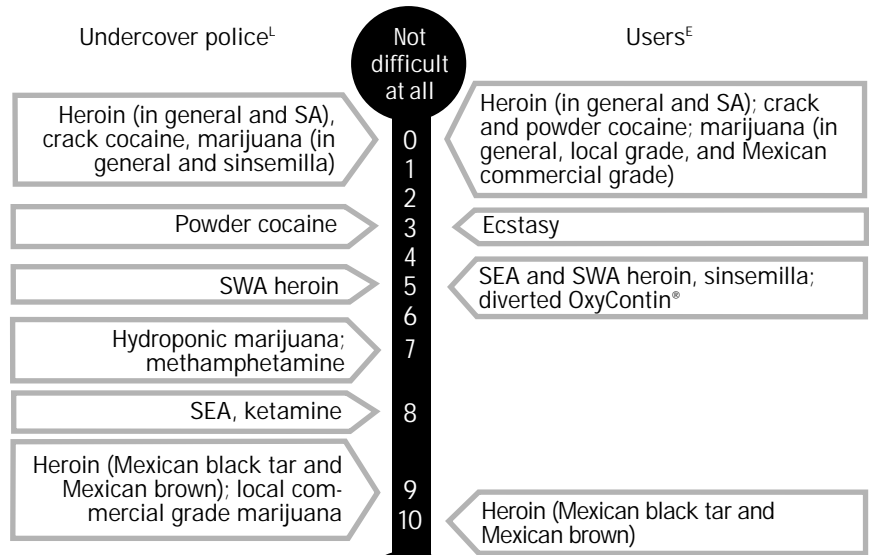 Undercover policeᴸ
Not
difficult
at all
Usersᴱ
Heroin (in general and SA),
crack cocaine, marijuana (in
general and sinsemilla)
Heroin (in general and SA); crack
and powder cocaine; marijuana (in
general, local grade, and Mexican
commercial grade)
0
1
2
Powder cocaine
3
Ecstasy
4
SWA heroin
5
SEA and SWA heroin, sinsemilla;
diverted OxyContin®
6
Hydroponic marijuana;
methamphetamine
7
SEA, ketamine
8
Heroin (Mexican black tar and
Mexican brown); local com-
mercial grade marijuana
9
10
Heroin (Mexican black tar and
Mexican brown)